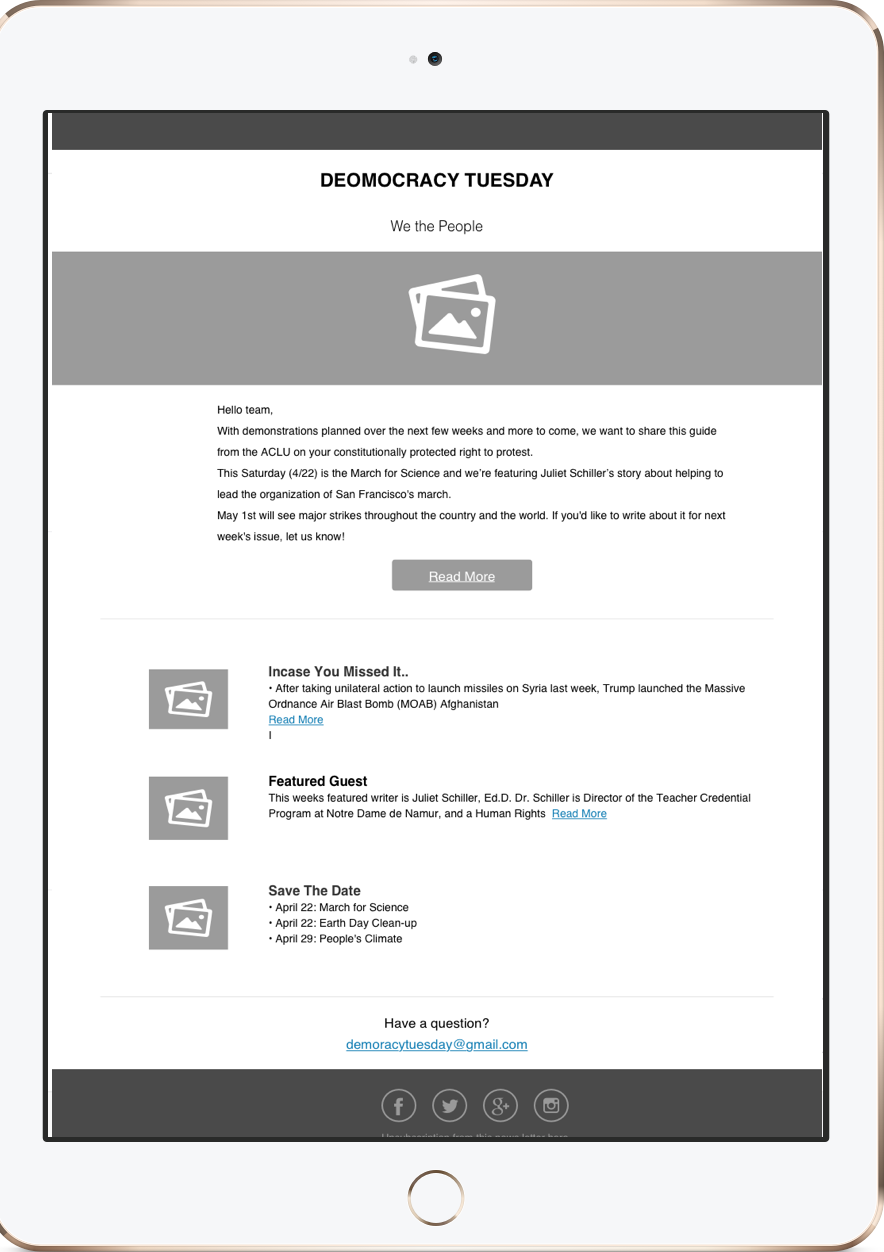 DEOMOCRACY TUESDAY
We the People
Hello team,
With demonstrations planned over the next few weeks and more to come, we want to share this guide
from the ACLU on your constitutionally protected right to protest.
This Saturday (4/22) is the March for Science and we're featuring Juliet Schiller's story about helping to
lead the organization of San Francisco's march.
May 1st will see major strikes throughout the country and the world. If you'd like to write about it for next
week's issue, let us know!
Read More
Incase You Missed It..
• After taking unilateral action to launch missiles on Syria last week, Trump launched the Massive
Ordnance Air Blast Bomb (MOAB) Afghanistan
Read More
I
Featured Guest
This weeks featured writer is Juliet Schiller, Ed.D. Dr. Schiller is Director of the Teacher Credential
Program at Notre Dame de Namur, and a Human Rights Read More
Save The Date
• April 22: March for Science
• April 22: Earth Day Clean-up
• April 29: People's Climate
Have a question?
demoracytuesday@gmail.com